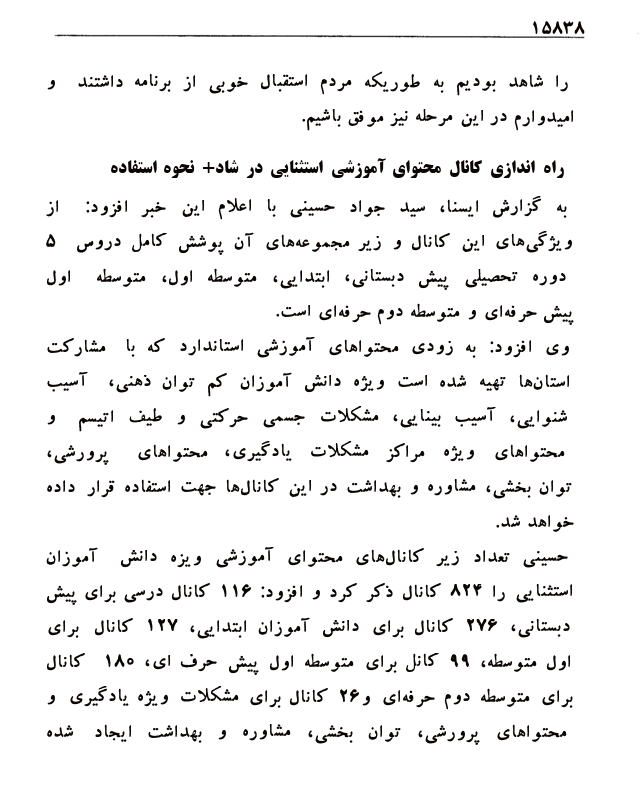 ۱۵۸۳۸
را شاهد بودیم به طوریکه مردم استقبال خوبی از برنامه داشتند و
امیدوارم در این مرحله نیز موفق باشیم.
راه اندازی کانال محتوای آموزشی استثنایی در شاد+ نحوه استفاده
به گزارش ایسنا، سید جواد حسینی با اعلام این خبر افزود: از
ویژگی‌های این کانال و زیر مجموعه‌های آن پوشش کامل دروس ۵
دوره تحصیلی پیش دبستانی، ابتدایی، متوسطه اول، متوسطه اول
پیش حرفه‌ای و متوسطه دوم حرفه‌ای است.
وی افزود: به زودی محتواهای آموزشی استاندارد که با مشارکت
استان‌ها تهیه شده است ویژه دانش آموزان کم توان ذهنی، آسیب
شنوایی، آسیب بینایی، مشکلات جسمی حرکتی و طیف اتیسم و
محتواهای ویژه مراکز مشکلات یادگیری، محتواهای پرورشی،
توان بخشی، مشاوره و بهداشت در این کانال‌ها جهت استفاده قرار داده
خواهد شد.
حسینی تعداد زیر کانال‌های محتوای آموزشی ویزه دانش آموزان
استثنایی را ۸۲۴ کانال ذکر کرد و افزود: ۱۱۶ کانال درسی برای پیش
دبستانی، ۲۷۶ کانال برای دانش آموزان ابتدایی، ۱۲۷ کانال برای
اول متوسطه، ۹۹ کانل برای متوسطه اول پیش حرف ای، ۱۸۰ کانال
برای متوسطه دوم حرفه‌ای و۲۶ کانال برای مشکلات ویژه یادگیری و
محتواهای پرورشی، توان بخشی، مشاوره و بهداشت ایجاد شده